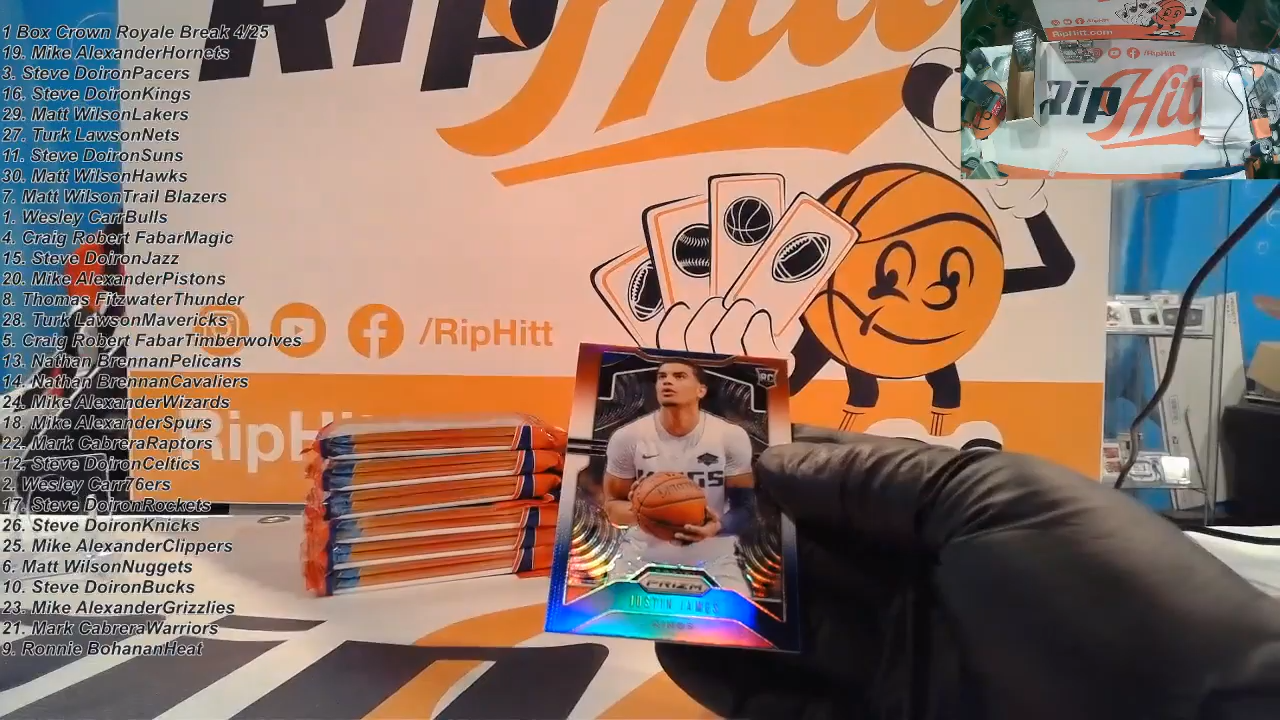 1 Box Crown Royale Break 4/25
19. Mike AlexanderHornets
3. Steve DoironPacers
16. Steve DoironKings
29. Matt WilsonLakers
27. Turk LawsonNets
11. Steve DoironSuns
30. Matt WilsonHawks
7. Matt WilsonTrail Blazers
1. Wesley CarrBulls
4. Craig Robert FabarMagic
15. Steve DoironJazz
20. Mike AlexanderPistons
8. Thomas FitzwaterThunder
28. Turk LawsonMavericks
5. Craig Robert FabarTimberwolves
13. Nathan BrennanPelicans
14. Nathan BrennanCavaliers
24. Mike AlexanderWizards
18. Mike AlexanderSpurs
22. Mark CabreraRaptors
12. Steve DoironCeltics
2. Wesley Carr76ers
17. Steve DoironRockets
26. Steve DoironKnicks
25. Mike AlexanderClippers
6. Matt WilsonNuggets
10. Steve DoironBucks
23. Mike AlexanderGrizzlies
21. Mark CabreraWarriors
9. Ronnie BohananHeat
RipHitt
/RipHitt
RipH
RC
KINGS
PRIZM
JUSTIN JAMES
KINGS
RipHitt.com
/RipHitt
RipHitt